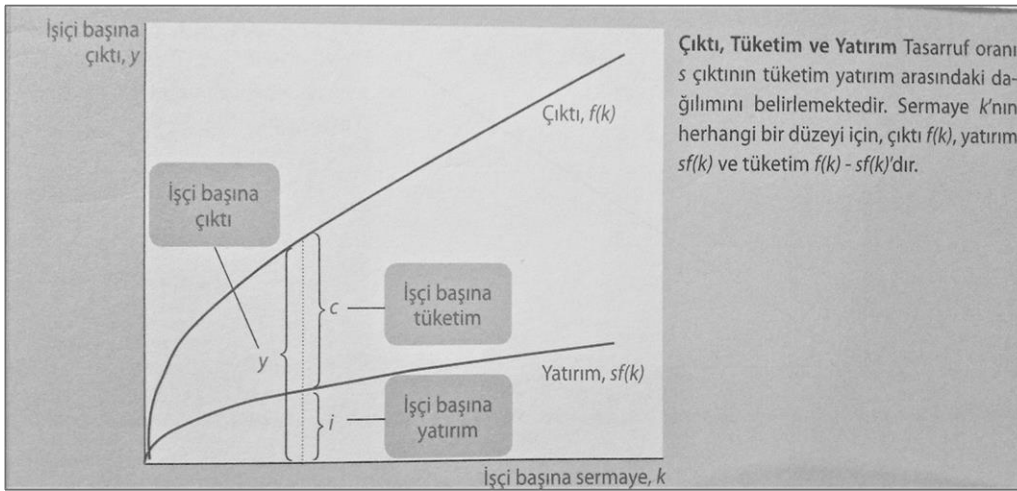 İşiçi başına
çıktı, y
Çıktı, f(k)
İşçi başına
çıktı
c
İşçi başına
tüketim
y
Yatırım, sf(k)
i
İşçi başına
yatırım
İşçi başına sermaye, k
Çıktı, Tüketim ve Yatırım Tasarruf oranı
s çıktının tüketim yatırım arasındaki da-
ğılımını belirlemektedir. Sermaye k'nın
herhangi bir düzeyi için, çıktı f(k), yatırım
sf(k) ve tüketim f(k) - sf(k)'dır.